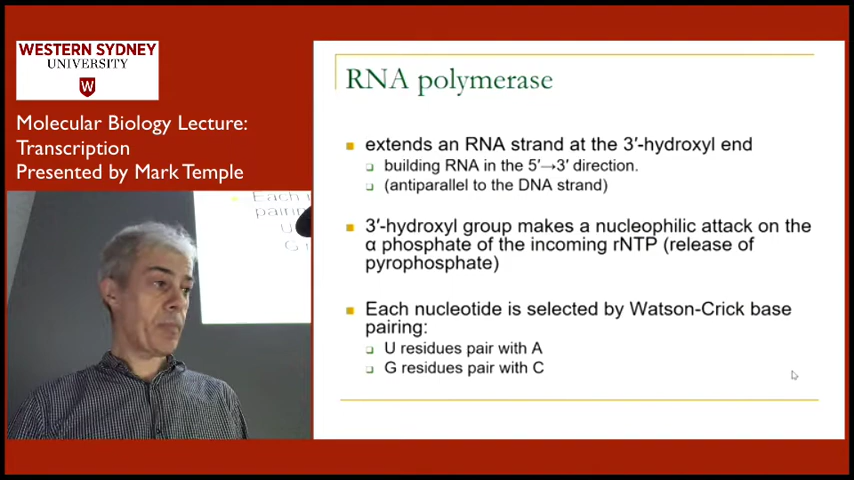 WESTERN SYDNEY
UNIVERSITY
W
Molecular Biology Lecture:
Transcription
Presented by Mark Temple
Each
pairin
U
G
RNA polymerase
extends an RNA strand at the 3′-hydroxyl end
building RNA in the 5′→3′ direction.
(antiparallel to the DNA strand)
3′-hydroxyl group makes a nucleophilic attack on the
α phosphate of the incoming rNTP (release of
pyrophosphate)
Each nucleotide is selected by Watson-Crick base
pairing:
U residues pair with A
G residues pair with C